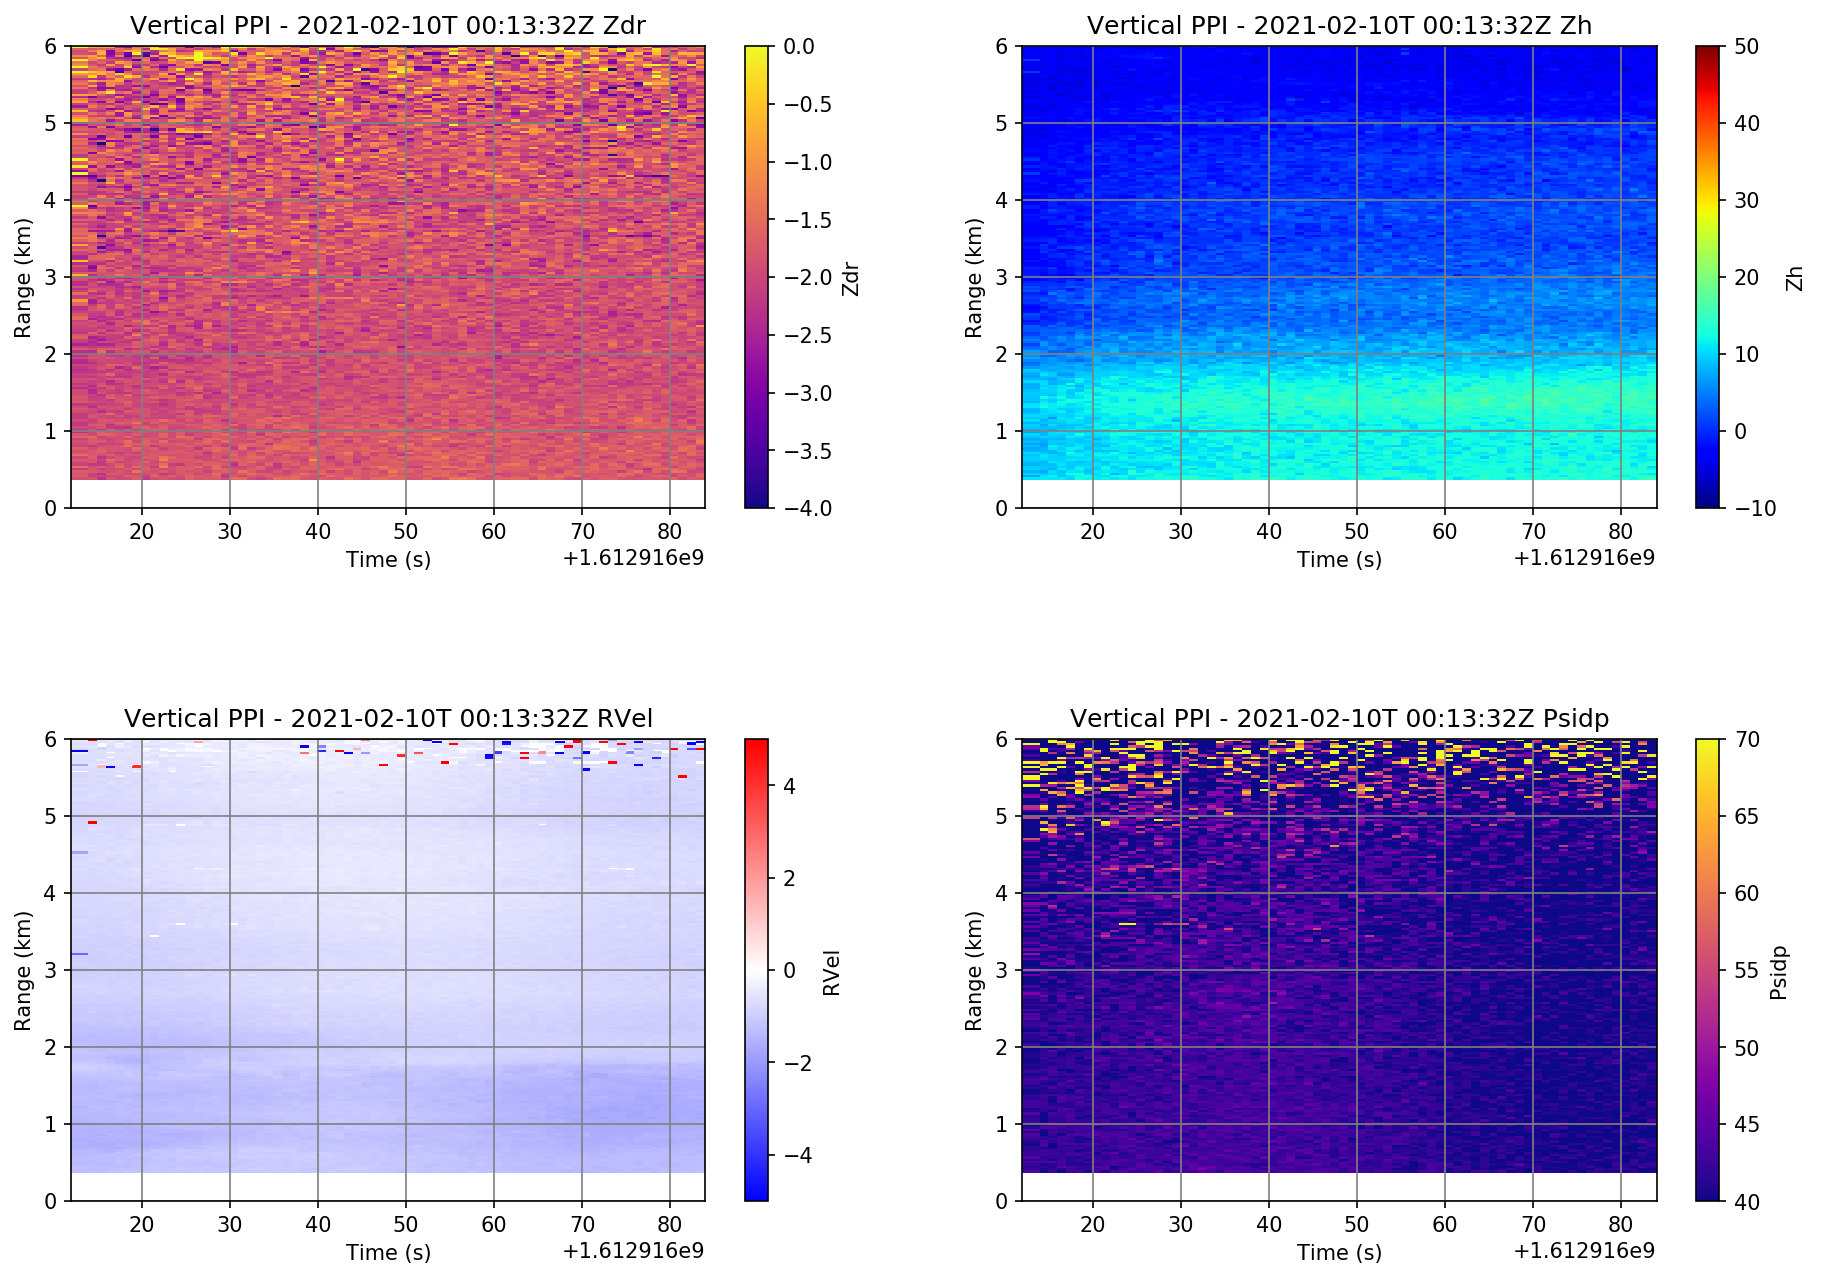 Vertical PPI - 2021-02-10T 00:13:32Z Zdr
6
5
4
3
2
1
0
Range (km)
20 30 40 50 60 70 80
Time (s)
+1.612916e9
0.0
−0.5
−1.0
−1.5
−2.0
−2.5
−3.0
−3.5
−4.0
Zdr
Vertical PPI - 2021-02-10T 00:13:32Z Zh
6
5
4
3
2
1
0
Range (km)
20 30 40 50 60 70 80
Time (s)
+1.612916e9
50
40
30
20
10
0
−10
Zh
Vertical PPI - 2021-02-10T 00:13:32Z RVel
6
5
4
3
2
1
0
Range (km)
20 30 40 50 60 70 80
Time (s)
+1.612916e9
4
2
0
−2
−4
RVel
Vertical PPI - 2021-02-10T 00:13:32Z Psidp
6
5
4
3
2
1
0
Range (km)
20 30 40 50 60 70 80
Time (s)
+1.612916e9
70
65
60
55
50
45
40
Psidp